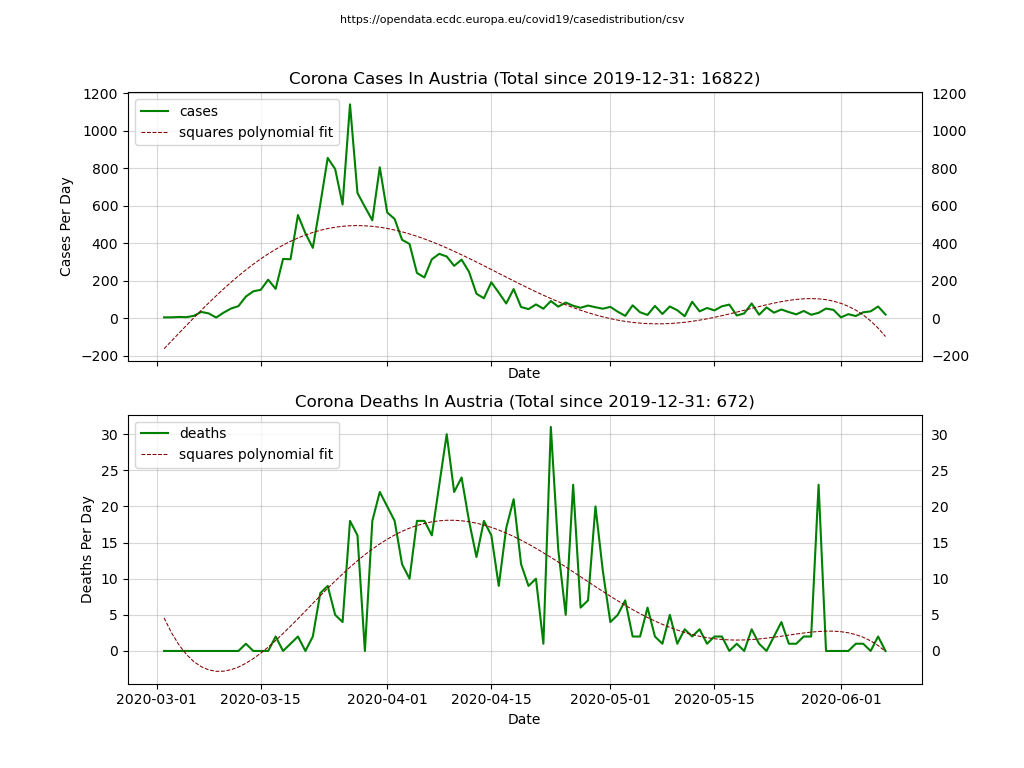 https://opendata.ecdc.europa.eu/covid19/casedistribution/csv
Corona Cases In Austria (Total since 2019-12-31: 16822)
cases
squares polynomial fit
1200
1000
800
600
400
200
0
−200
1200
1000
800
600
400
200
0
−200
Cases Per Day
Date
Corona Deaths In Austria (Total since 2019-12-31: 672)
deaths
squares polynomial fit
30
25
20
15
10
5
0
30
25
20
15
10
5
0
Deaths Per Day
2020-03-01 2020-03-15 2020-04-01 2020-04-15 2020-05-01 2020-05-15 2020-06-01
Date